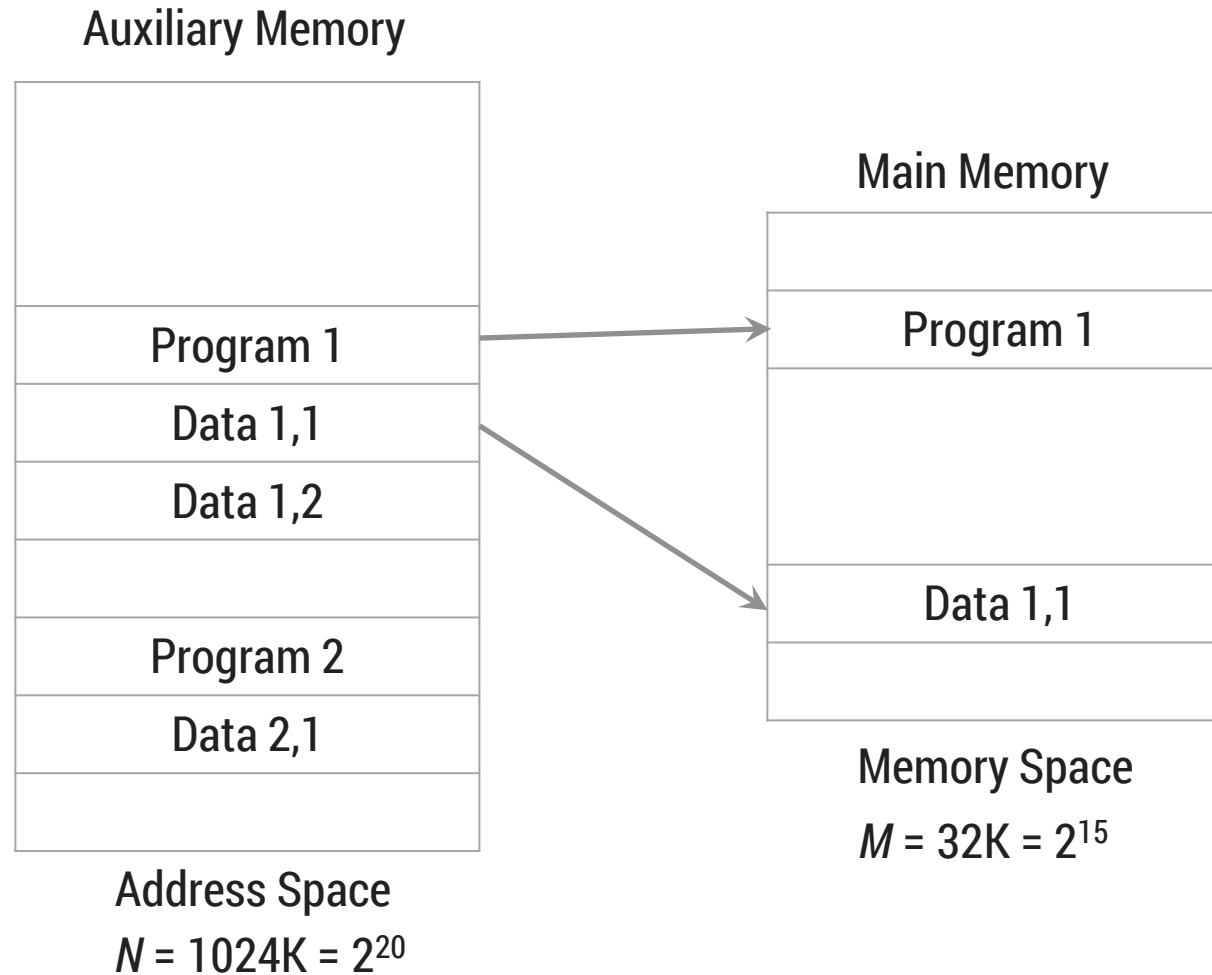 Auxiliary Memory
Program 1
Data 1,1
Data 1,2
Program 2
Data 2,1
Address Space
N = 1024K = 2²⁰
Main Memory
Program 1
Data 1,1
Memory Space
M = 32K = 2¹⁵